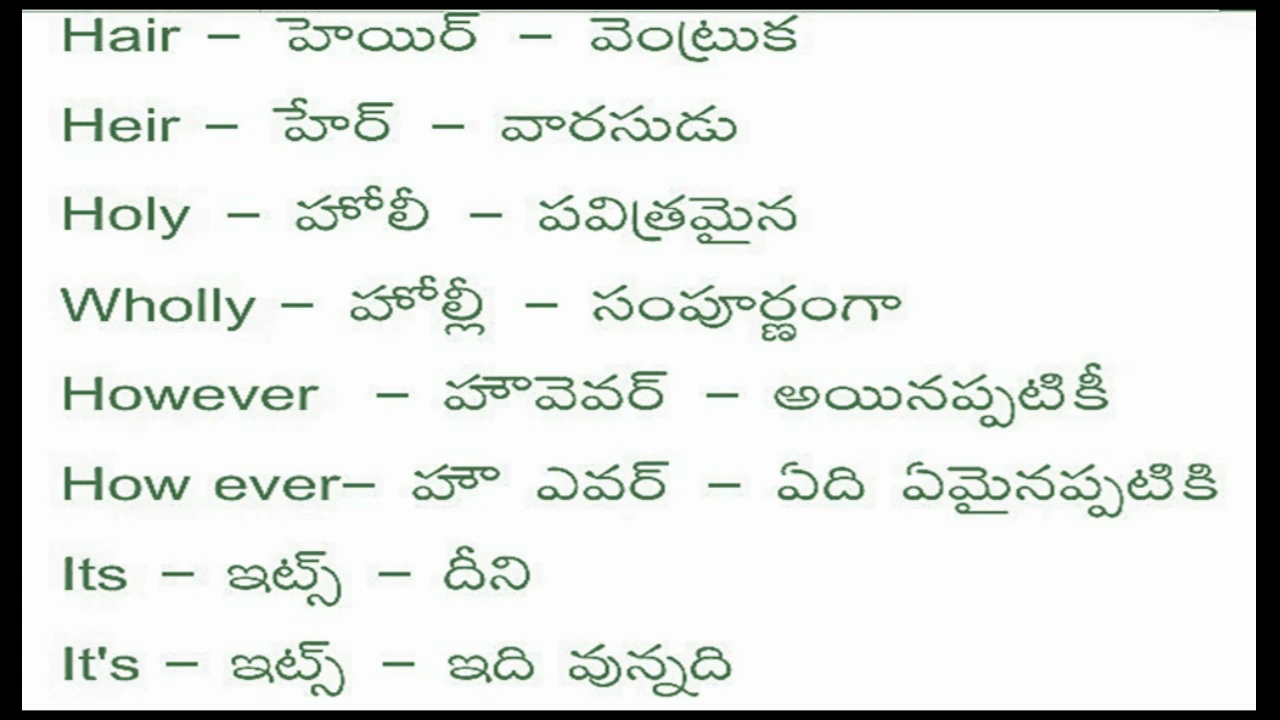 Hair – హెయిర్ – వెంట్రుక
Heir – హేర్ – వారసుడు
Holy – హోలీ – పవిత్రమైన
Wholly – హోల్లీ – సంపూర్ణంగా
However – హౌవెవర్ – అయినప్పటికీ
How ever– హౌ ఎవర్ – ఏది ఏమైనప్పటికి
Its – ఇట్స్ – దీని
It's – ఇట్స్ – ఇది వున్నది